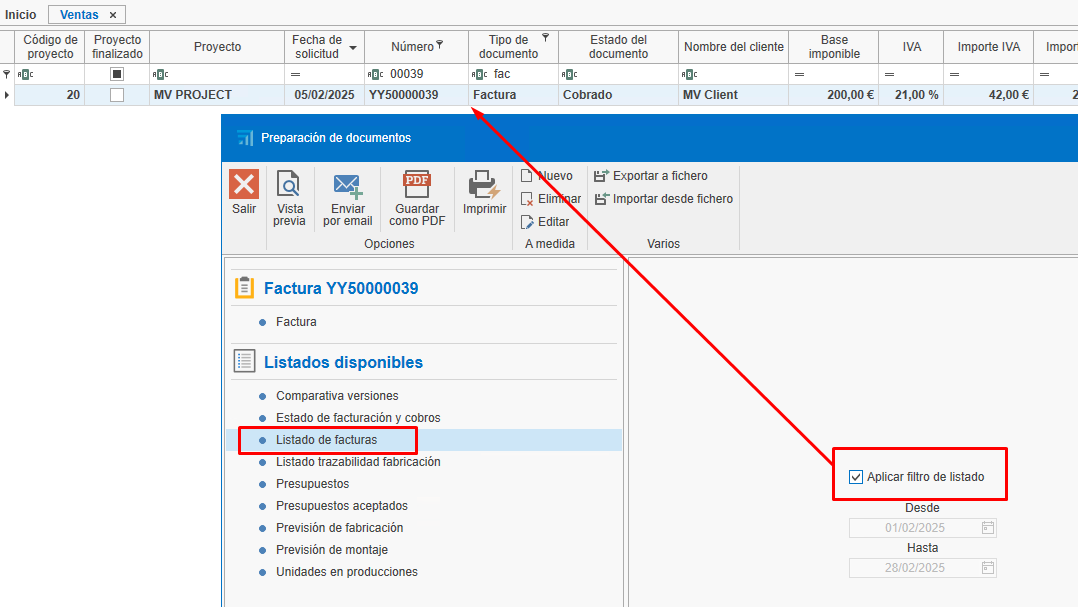 Inicio Ventas ×
Código de proyecto Proyecto finalizado Proyecto Fecha de solicitud Número Tipo de documento Estado del documento Nombre del cliente Base imponible IVA Importe IVA Impor
00039 fac
20 MV PROJECT 05/02/2025 YY50000039 Factura Cobrado MV Client 200,00 € 21,00 % 42,00 € 2
Preparación de documentos
Salir
Vista previa
Enviar por email
PDF
Guardar como PDF
Imprimir
Opciones
Nuevo
Eliminar
Editar
A medida
Exportar a fichero
Importar desde fichero
Varios
Factura YY50000039
Factura
Listados disponibles
Comparativa versiones
Estado de facturación y cobros
Listado de facturas
Listado trazabilidad fabricación
Presupuestos
Presupuestos aceptados
Previsión de fabricación
Previsión de montaje
Unidades en producciones
Aplicar filtro de listado
Desde
01/02/2025
Hasta
28/02/2025